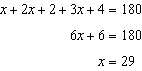 x + 2x + 2 + 3x + 4 = 180
6x + 6 = 180
x = 29